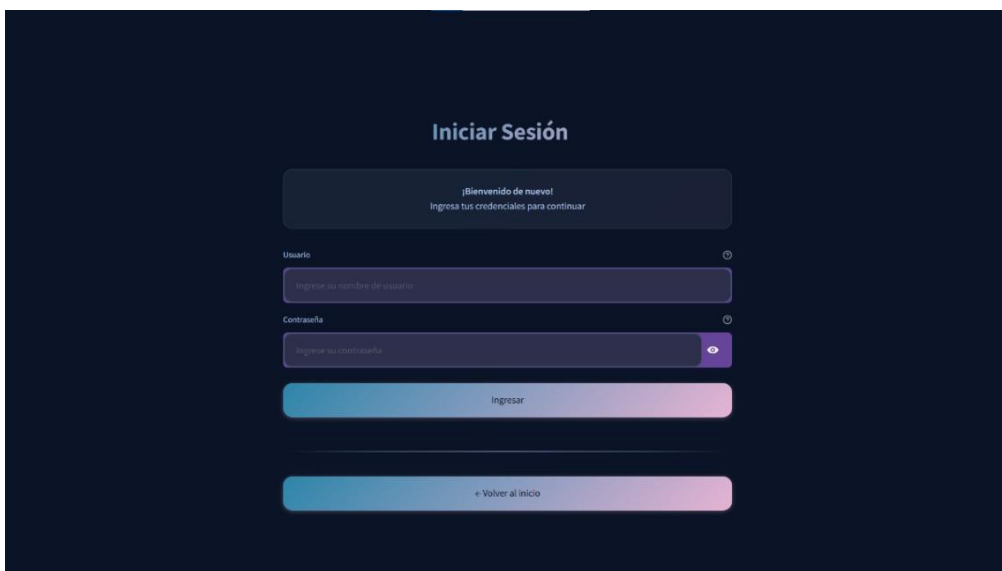 Iniciar Sesión
¡Bienvenido de nuevo!
Ingresa tus credenciales para continuar
Usuario
Ingrese su nombre de usuario
Contraseña
Ingrese su contraseña
Ingresar
← Volver al inicio